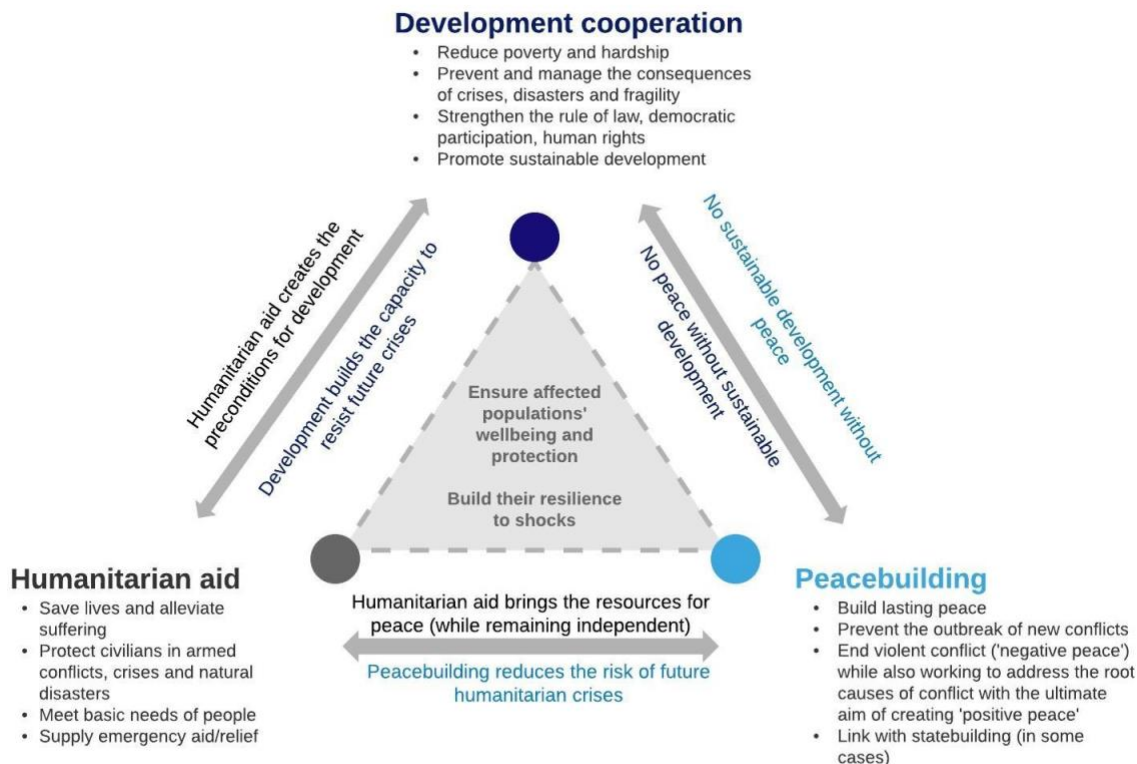 Development cooperation
• Reduce poverty and hardship
• Prevent and manage the consequences
of crises, disasters and fragility
• Strengthen the rule of law, democratic
participation, human rights
• Promote sustainable development
Humanitarian aid creates the
preconditions for development
Development builds the capacity to
resist future crises
No sustainable development without
peace
No peace without sustainable
development
Ensure affected
populations'
wellbeing and
protection
Build their resilience
to shocks
Humanitarian aid
• Save lives and alleviate
suffering
• Protect civilians in armed
conflicts, crises and natural
disasters
• Meet basic needs of people
• Supply emergency aid/relief
Humanitarian aid brings the resources for
peace (while remaining independent)
Peacebuilding reduces the risk of future
humanitarian crises
Peacebuilding
• Build lasting peace
• Prevent the outbreak of new conflicts
• End violent conflict ('negative peace')
while also working to address the root
causes of conflict with the ultimate
aim of creating 'positive peace'
• Link with statebuilding (in some
cases)